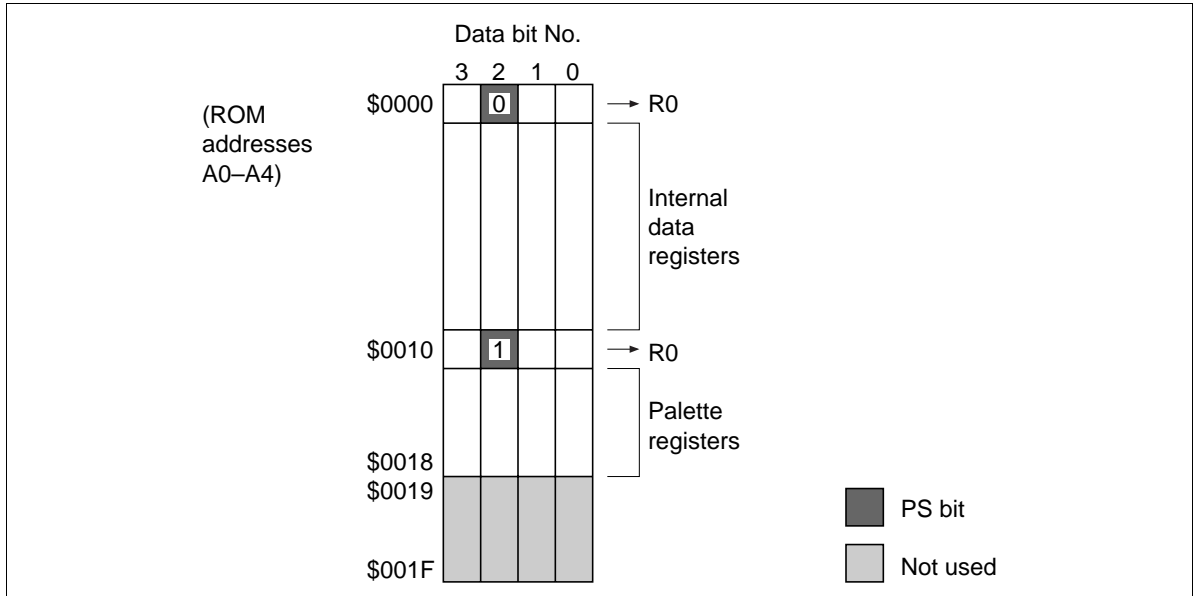 Data bit No.
3 2 1 0
(ROM
addresses
A0–A4)
$0000 0 → R0
Internal
data
registers
$0010 1 → R0
Palette
registers
$0018
$0019
$001F
PS bit
Not used